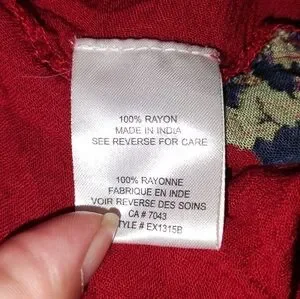 100% RAYON
MADE IN INDIA
SEE REVERSE FOR CARE
100% RAYONNE
FABRIQUE EN INDE
VOIR REVERSE DES SOINS
CA # 7043
STYLE # EX1315B